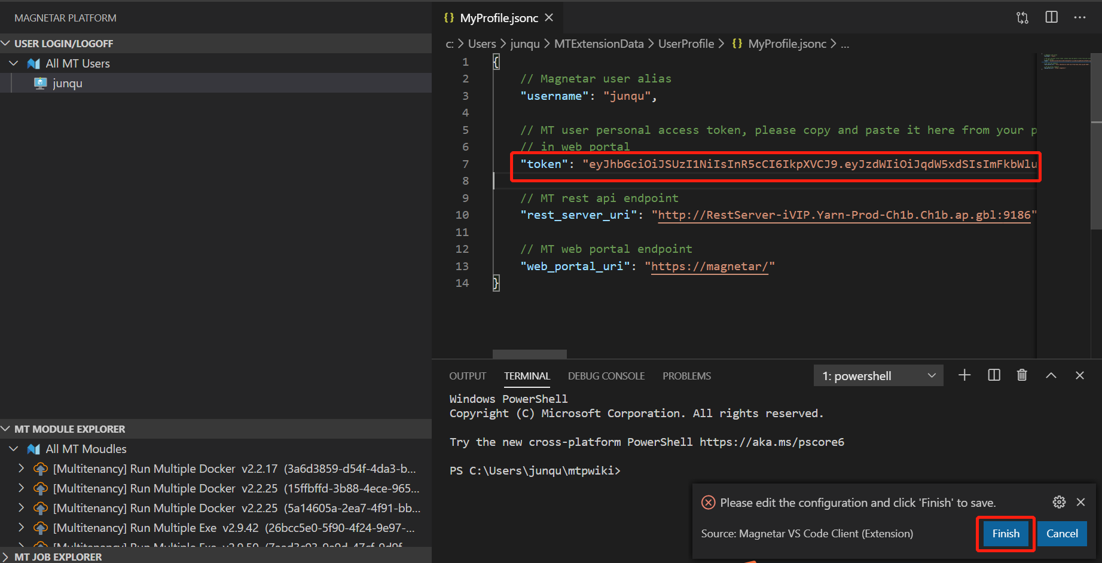 MAGNETAR PLATFORM
USER LOGIN/LOGOFF
All MT Users
junqu
MT MODULE EXPLORER
All MT Moudles
[Multitenancy] Run Multiple Docker v2.2.17 (3a6d3859-d54f-4da3-b...
[Multitenancy] Run Multiple Docker v2.2.25 (15ffbffd-3b88-4ece-965...
[Multitenancy] Run Multiple Docker v2.2.25 (5a14605a-2ea7-4f91-bb...
[Multitenancy] Run Multiple Exe v2.9.42 (26bcc5e0-5f90-4f24-9e97-...
MT JOB EXPLORER
{} MyProfile.jsonc
c: > Users > junqu > MTExtensionData > UserProfile > {} MyProfile.jsonc > ...
1 {
2 // Magnetar user alias
3 "username": "junqu",
4
5 // MT user personal access token, please copy and paste it here from your p
6 // in web portal
7 "token": "eyJhbGciOiJSUzI1NiIsInR5cCI6IkpXVCJ9.eyJzdWIiOiJqdW5xdSIsImFkbWlu
8
9 // MT rest api endpoint
10 "rest_server_uri": "http://RestServer-iVIP.Yarn-Prod-Ch1b.Ch1b.ap.gbl:9186"
11
12 // MT web portal endpoint
13 "web_portal_uri": "https://magnetar/"
14 }
OUTPUT TERMINAL DEBUG CONSOLE PROBLEMS 1: powershell
Windows PowerShell
Copyright (C) Microsoft Corporation. All rights reserved.
Try the new cross-platform PowerShell https://aka.ms/pscore6
PS C:\Users\junqu\mtpwiki>
Please edit the configuration and click 'Finish' to save.
Source: Magnetar VS Code Client (Extension) Finish Cancel